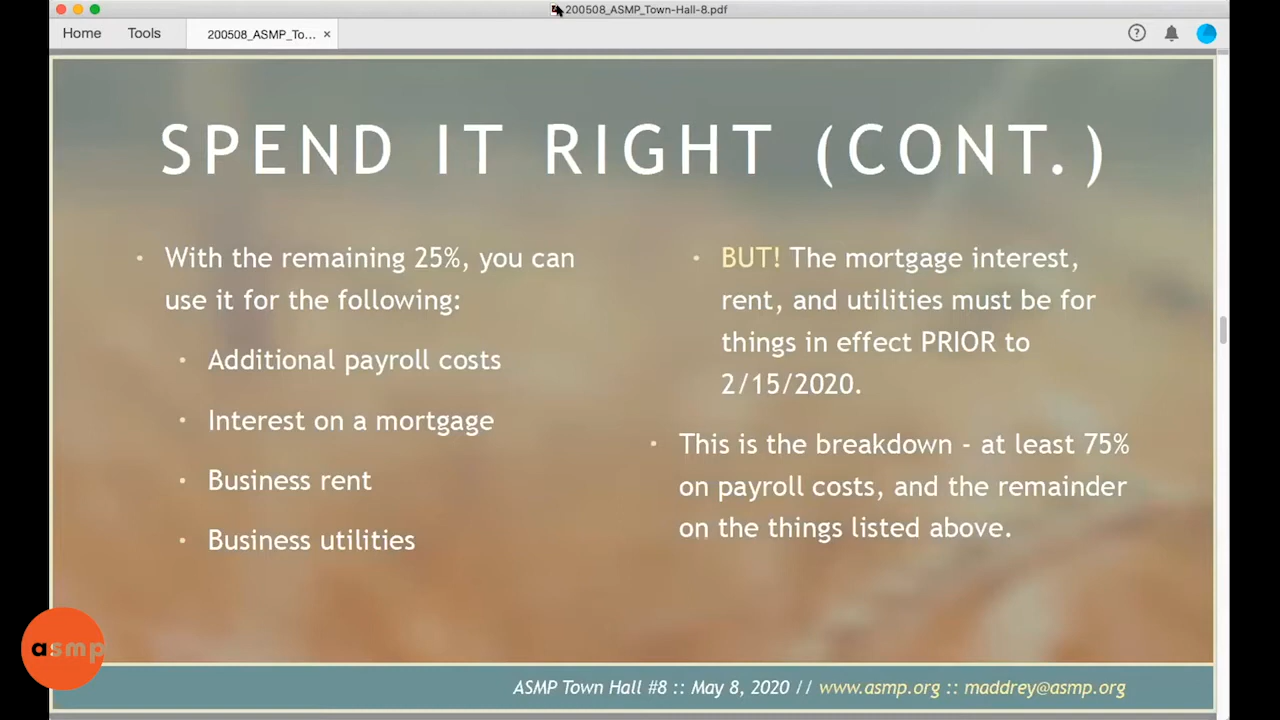 200508_ASMP_Town-Hall-8.pdf
Home
Tools
200508_ASMP_To...
SPEND IT RIGHT (CONT.)
With the remaining 25%, you can
use it for the following:
Additional payroll costs
Interest on a mortgage
Business rent
Business utilities
BUT! The mortgage interest,
rent, and utilities must be for
things in effect PRIOR to
2/15/2020.
This is the breakdown - at least 75%
on payroll costs, and the remainder
on the things listed above.
asmp
ASMP Town Hall #8 :: May 8, 2020 // www.asmp.org :: maddrey@asmp.org